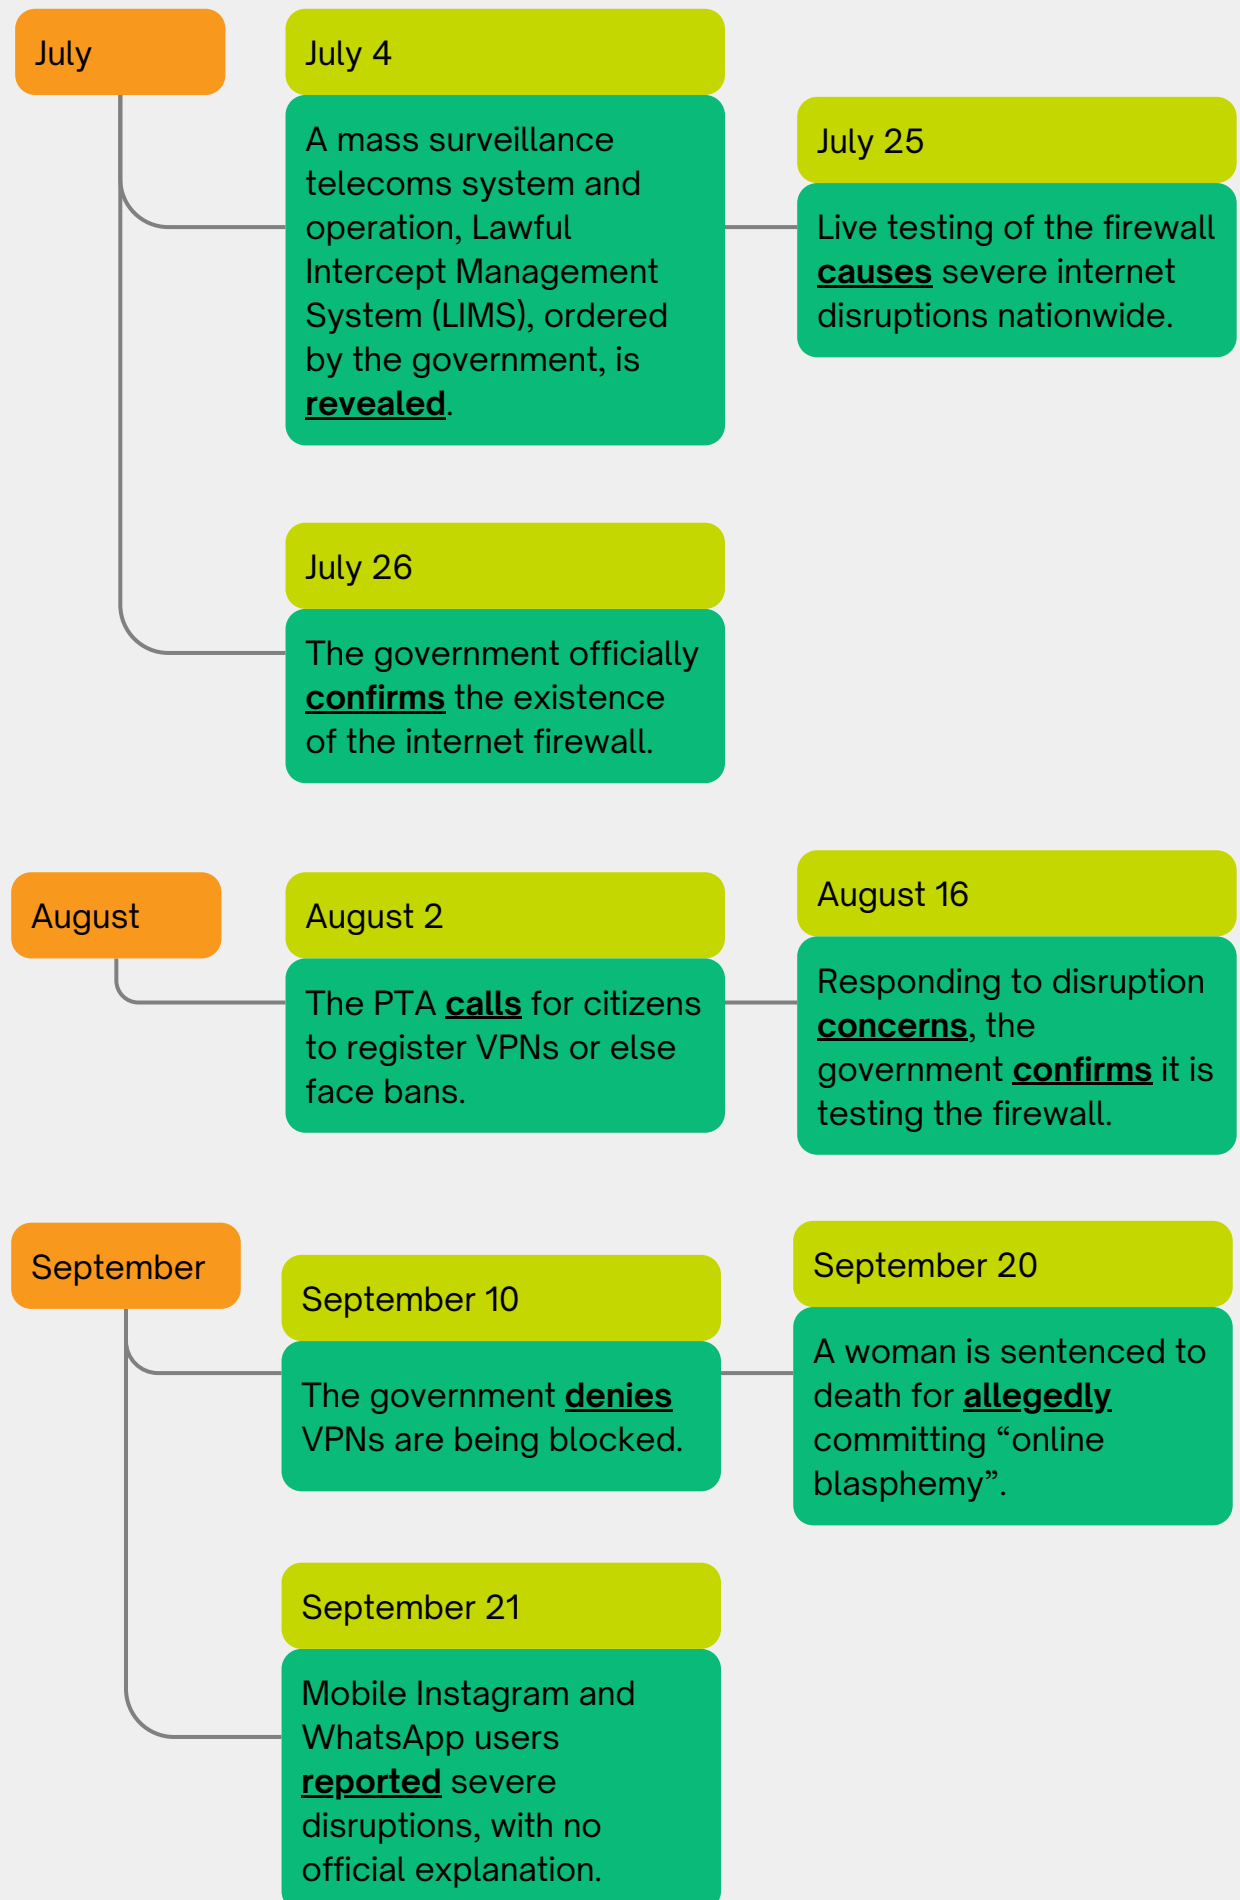 July
July 4
A mass surveillance
telecoms system and
operation, Lawful
Intercept Management
System (LIMS), ordered
by the government, is
revealed.
July 25
Live testing of the firewall
causes severe internet
disruptions nationwide.
July 26
The government officially
confirms the existence
of the internet firewall.
August
August 2
The PTA calls for citizens
to register VPNs or else
face bans.
August 16
Responding to disruption
concerns, the
government confirms it is
testing the firewall.
September
September 10
The government denies
VPNs are being blocked.
September 20
A woman is sentenced to
death for allegedly
committing “online
blasphemy”.
September 21
Mobile Instagram and
WhatsApp users
reported severe
disruptions, with no
official explanation.